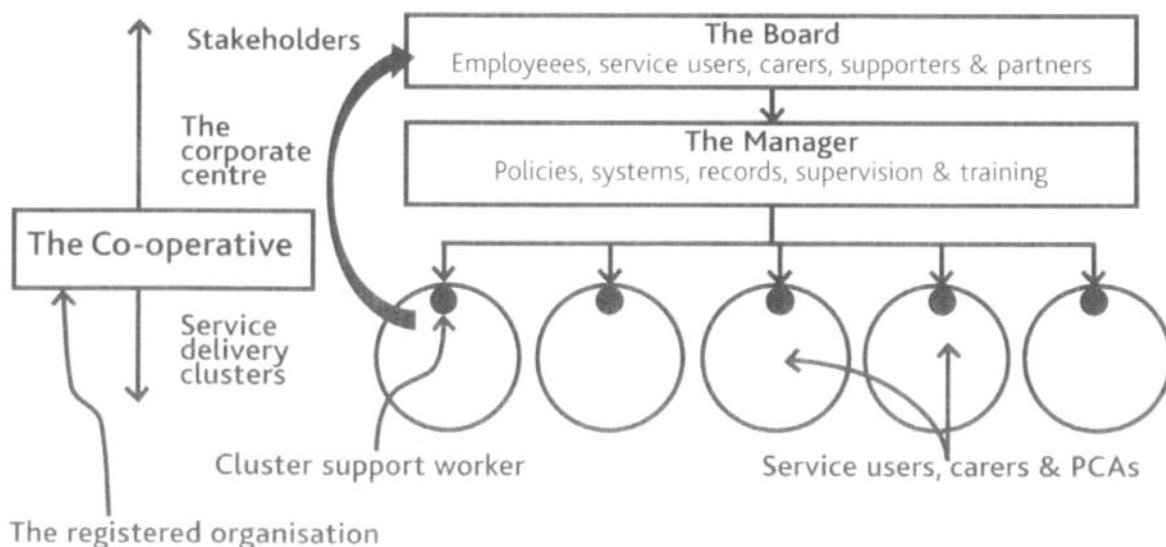 Stakeholders
The Board
Employeees, service users, carers, supporters & partners
The
corporate
centre
The Manager
Policies, systems, records, supervision & training
The Co-operative
Service
delivery
clusters
Cluster support worker
Service users, carers & PCAs
The registered organisation